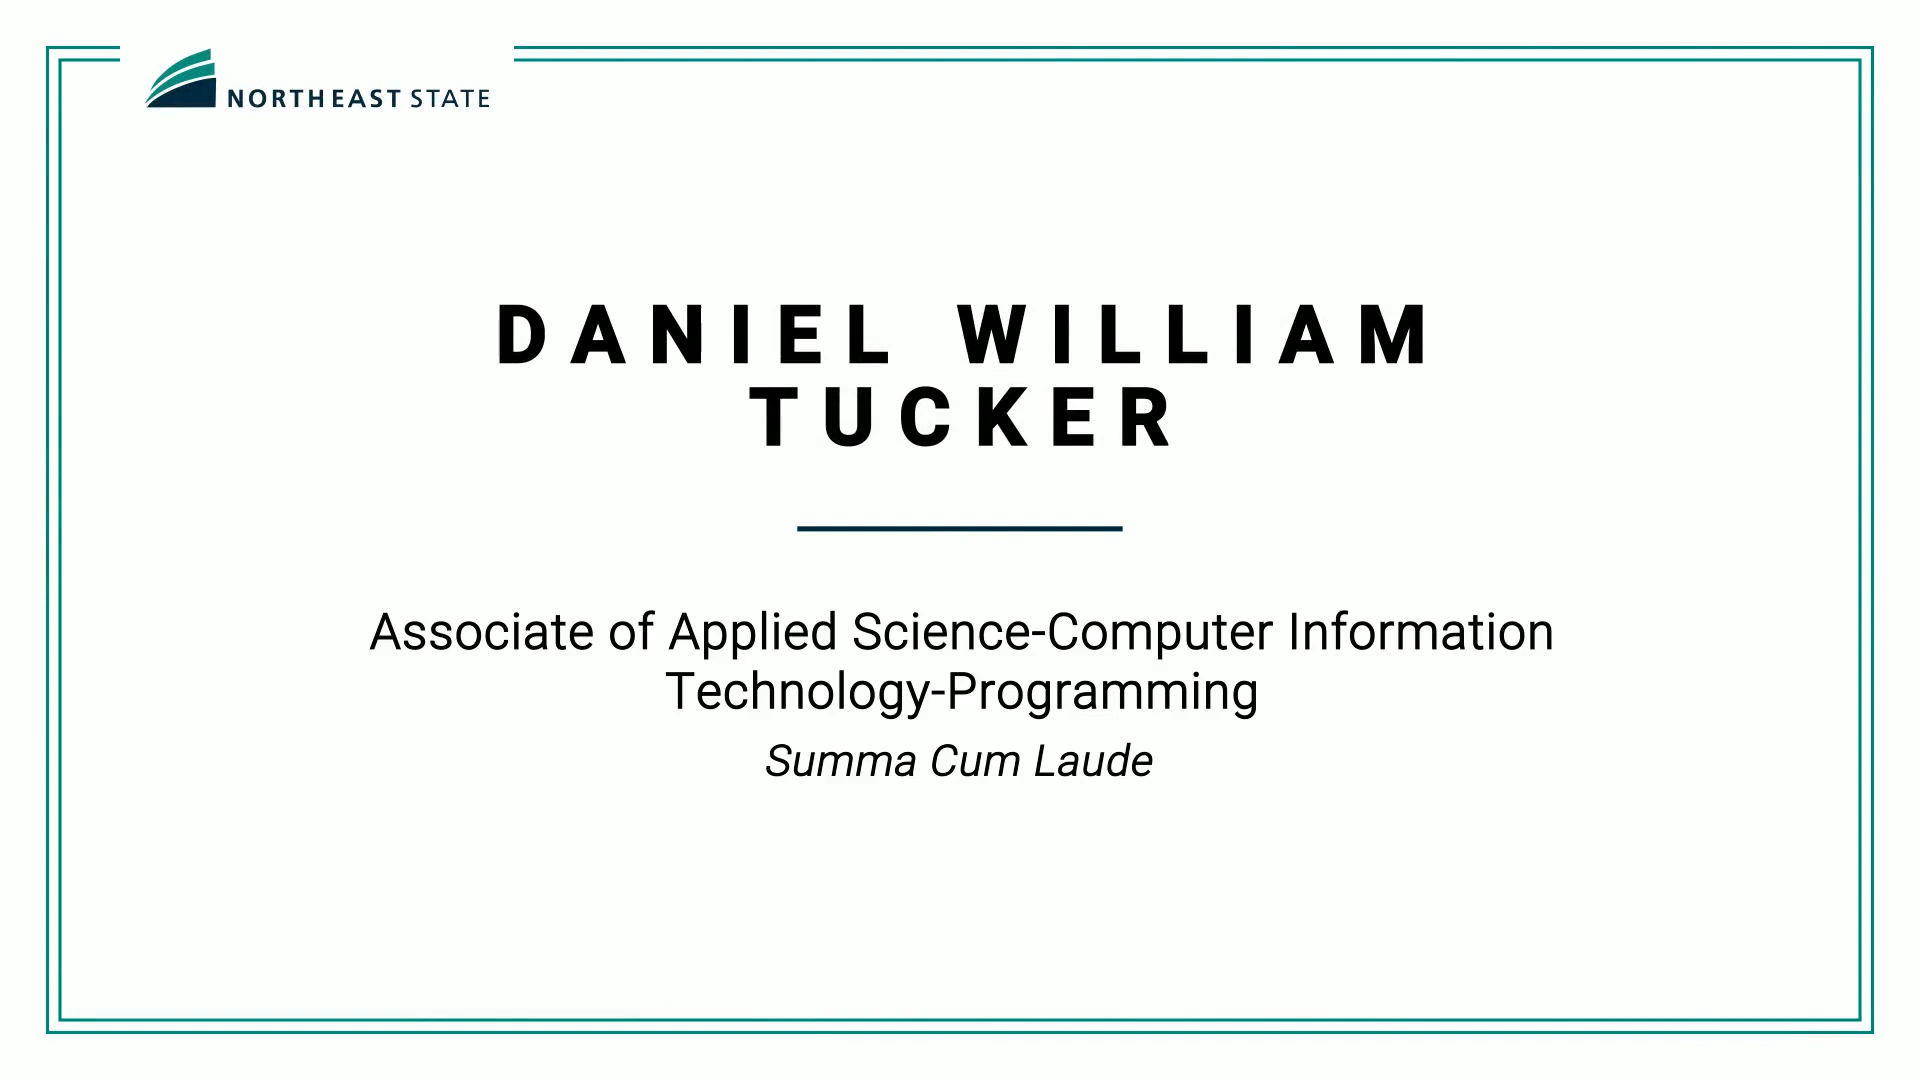 NORTHEAST STATE
DANIEL WILLIAM
TUCKER
Associate of Applied Science-Computer Information
Technology-Programming
Summa Cum Laude